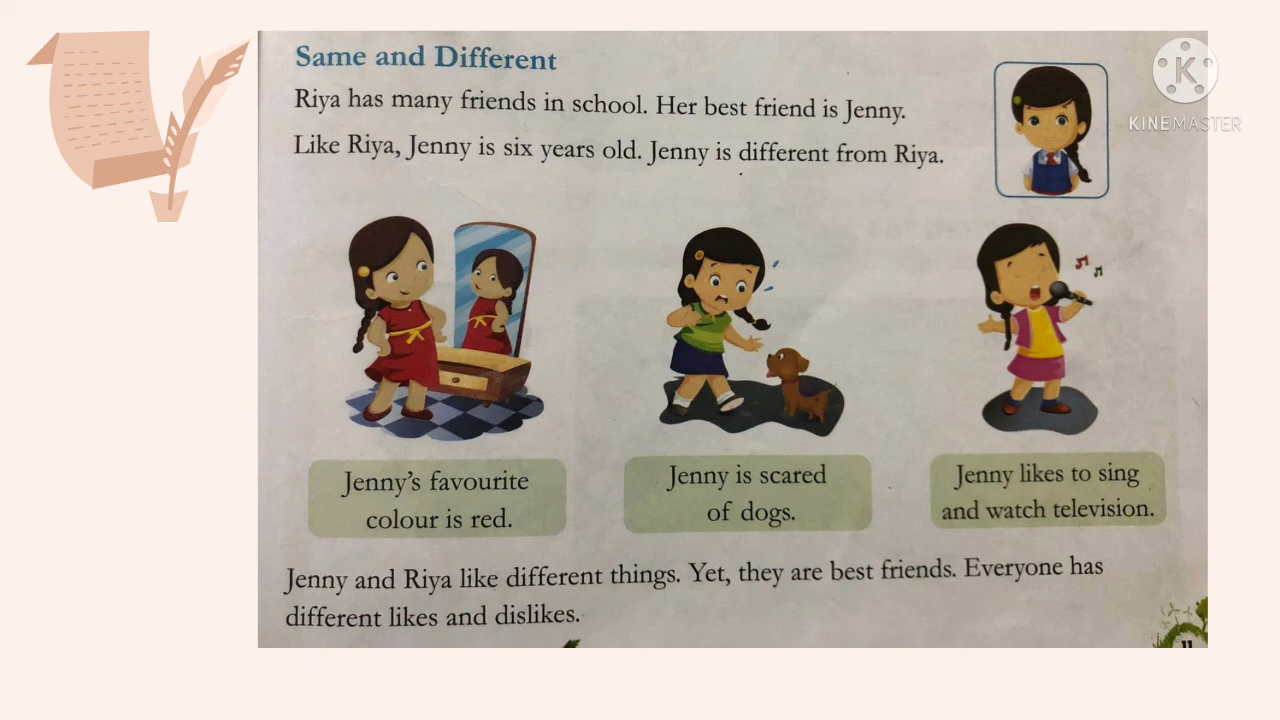 Same and Different
Riya has many friends in school. Her best friend is Jenny.
Like Riya, Jenny is six years old. Jenny is different from Riya.
KINEMASTER
Jenny's favourite
colour is red.
Jenny is scared
of dogs.
Jenny likes to sing
and watch television.
Jenny and Riya like different things. Yet, they are best friends. Everyone has
different likes and dislikes.
11